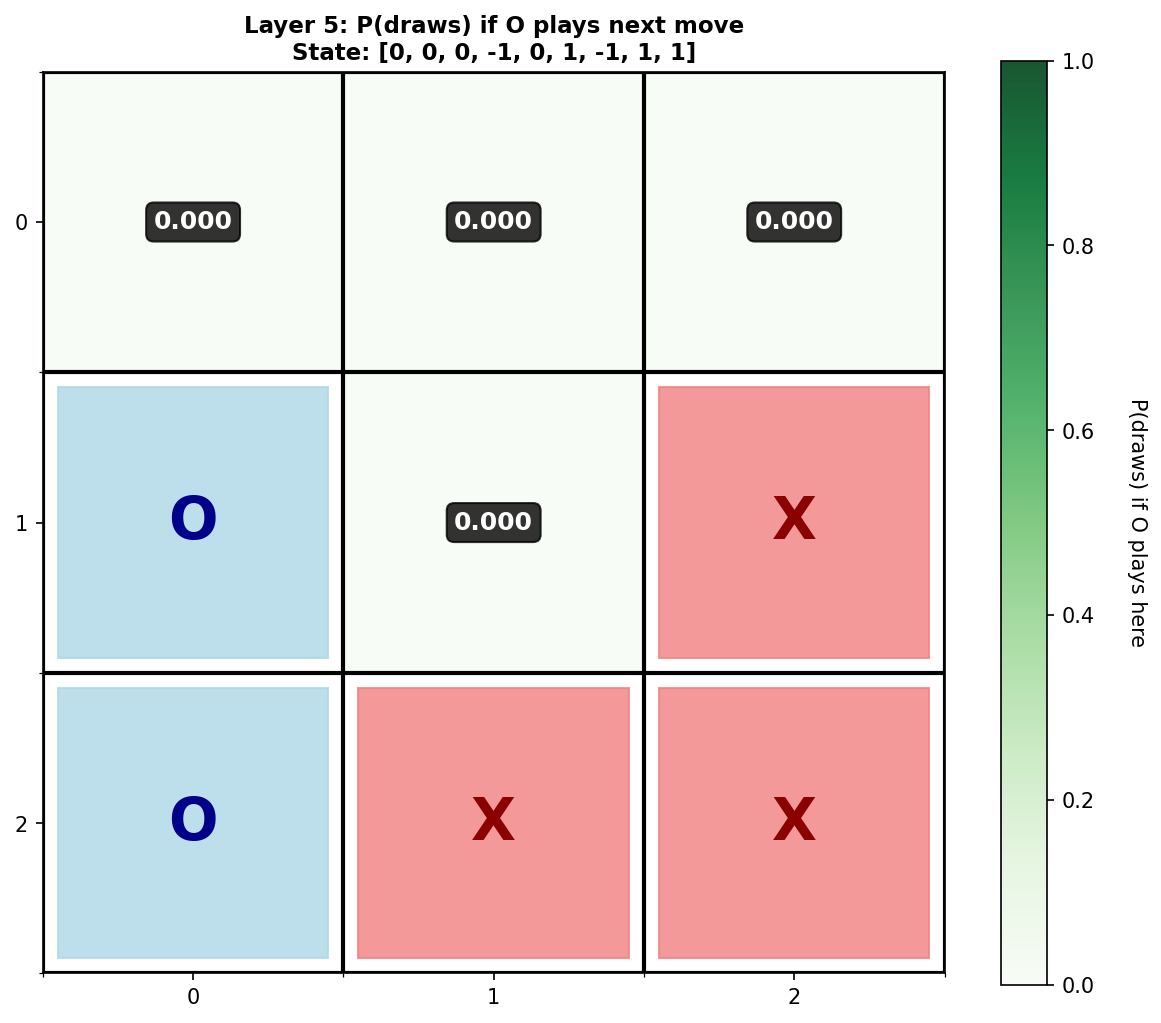 Layer 5: P(draws) if O plays next move
State: [0, 0, 0, -1, 0, 1, -1, 1, 1]
0
0.000
0.000
0.000
1
O
0.000
X
2
O
X
X
0
1
2
1.0
0.8
0.6
0.4
0.2
0.0
P(draws) if O plays here